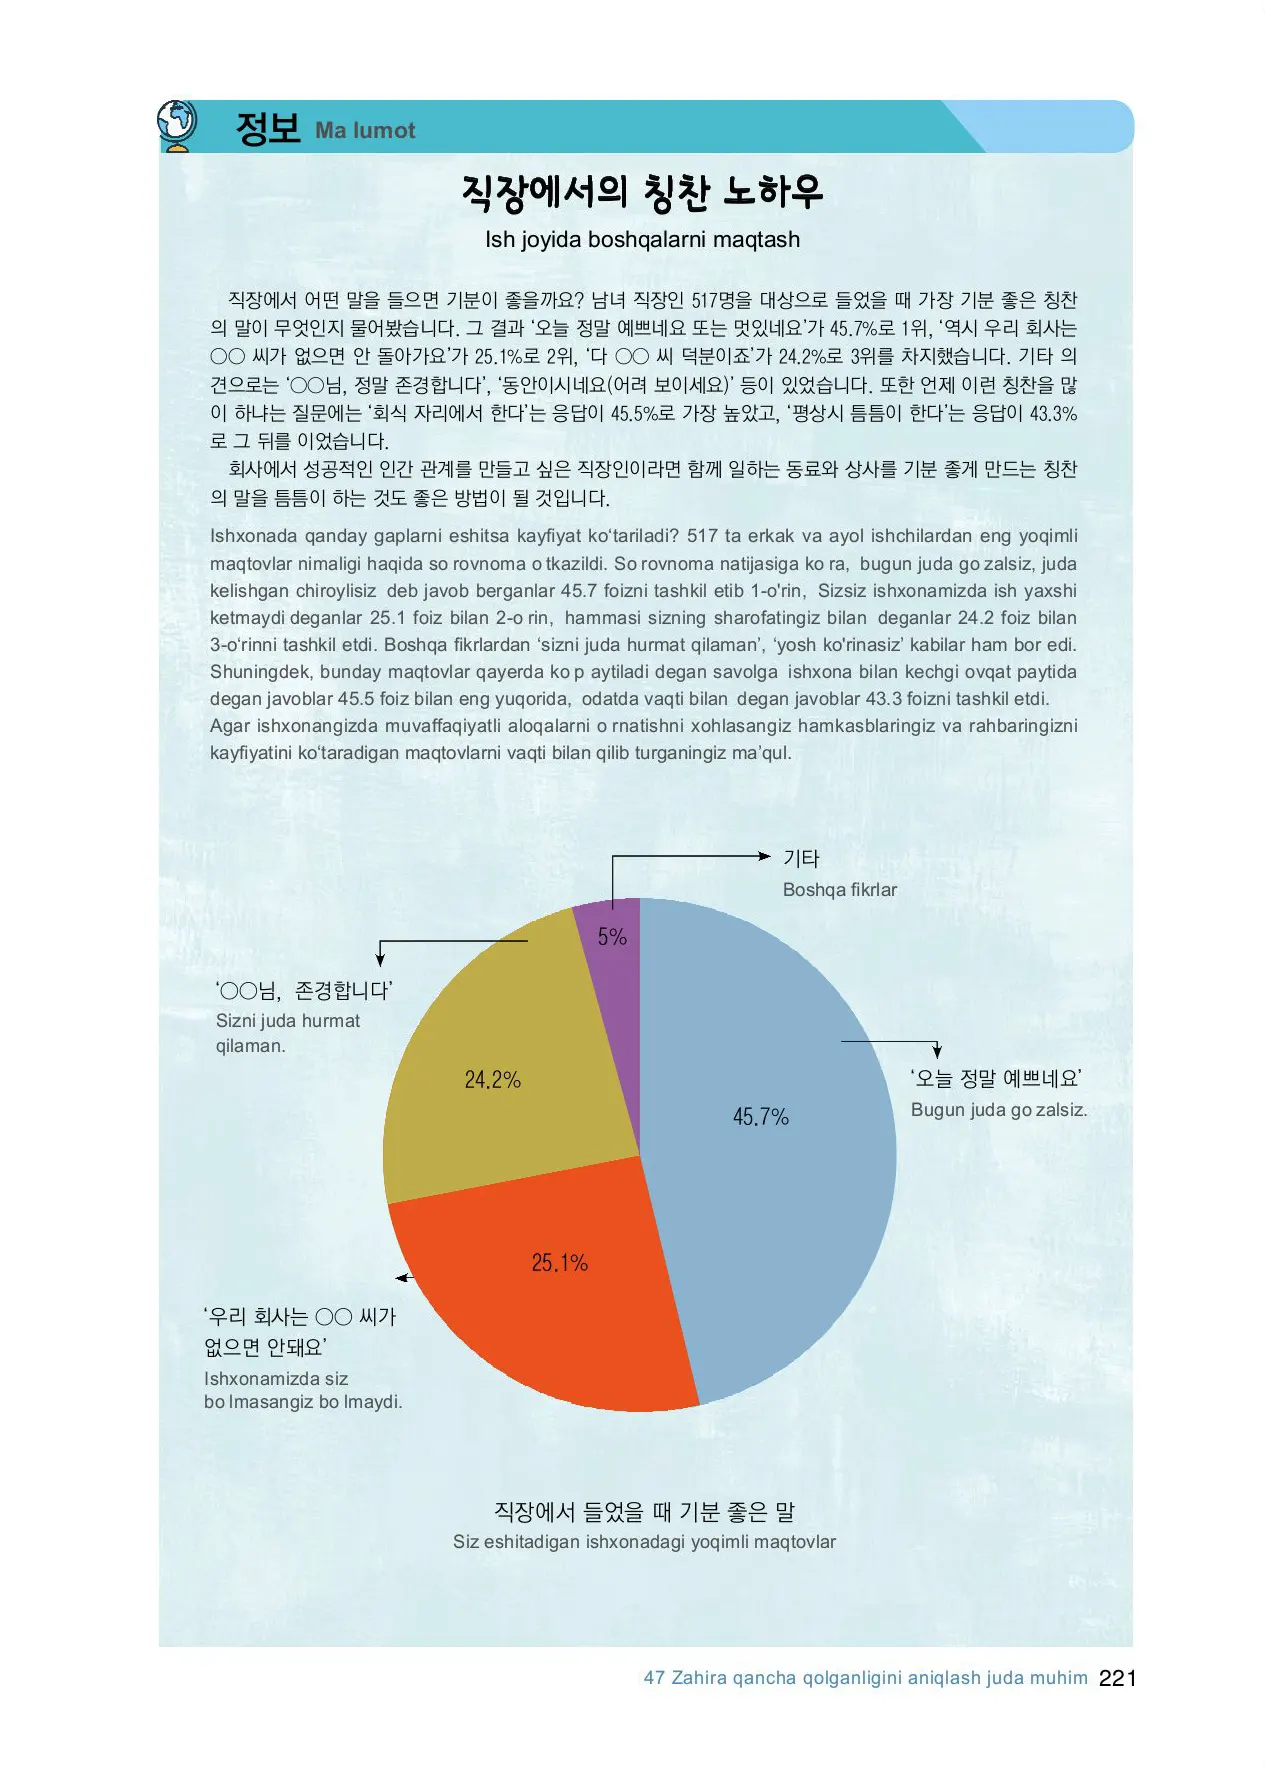 정보 Ma lumot
직장에서의 칭찬 노하우
Ish joyida boshqalarni maqtash
직장에서 어떤 말을 들으면 기분이 좋을까요? 남녀 직장인 517명을 대상으로 들었을 때 가장 기분 좋은 칭찬
의 말이 무엇인지 물어봤습니다. 그 결과 ‘오늘 정말 예쁘네요 또는 멋있네요’가 45.7%로 1위, ‘역시 우리 회사는
○○ 씨가 없으면 안 돌아가요’가 25.1%로 2위, ‘다 ○○ 씨 덕분이죠’가 24.2%로 3위를 차지했습니다. 기타 의
견으로는 ‘○○님, 정말 존경합니다’, ‘동안이시네요(어려 보이세요)’ 등이 있었습니다. 또한 언제 이런 칭찬을 많
이 하냐는 질문에는 ‘회식 자리에서 한다’는 응답이 45.5%로 가장 높았고, ‘평상시 틈틈이 한다’는 응답이 43.3%
로 그 뒤를 이었습니다.
회사에서 성공적인 인간 관계를 만들고 싶은 직장인이라면 함께 일하는 동료와 상사를 기분 좋게 만드는 칭찬
의 말을 틈틈이 하는 것도 좋은 방법이 될 것입니다.
Ishxonada qanday gaplarni eshitsa kayfiyat ko‘tariladi? 517 ta erkak va ayol ishchilardan eng yoqimli
maqtovlar nimaligi haqida so rovnoma o tkazildi. So rovnoma natijasiga ko ra, bugun juda go zalsiz, juda
kelishgan chiroylisiz deb javob berganlar 45.7 foizni tashkil etib 1-o'rin, Sizsiz ishxonamizda ish yaxshi
ketmaydi deganlar 25.1 foiz bilan 2-o rin, hammasi sizning sharofatingiz bilan deganlar 24.2 foiz bilan
3-o‘rinni tashkil etdi. Boshqa fikrlardan ‘sizni juda hurmat qilaman’, ‘yosh ko'rinasiz’ kabilar ham bor edi.
Shuningdek, bunday maqtovlar qayerda ko p aytiladi degan savolga ishxona bilan kechgi ovqat paytida
degan javoblar 45.5 foiz bilan eng yuqorida, odatda vaqti bilan degan javoblar 43.3 foizni tashkil etdi.
Agar ishxonangizda muvaffaqiyatli aloqalarni o rnatishni xohlasangiz hamkasblaringiz va rahbaringizni
kayfiyatini ko‘taradigan maqtovlarni vaqti bilan qilib turganingiz ma’qul.
기타
Boshqa fikrlar
5%
‘○○님, 존경합니다’
Sizni juda hurmat
qilaman.
24.2%
‘오늘 정말 예쁘네요’
Bugun juda go zalsiz.
45.7%
25.1%
‘우리 회사는 ○○ 씨가
없으면 안돼요’
Ishxonamizda siz
bo lmasangiz bo lmaydi.
직장에서 들었을 때 기분 좋은 말
Siz eshitadigan ishxonadagi yoqimli maqtovlar
47 Zahira qancha qolganligini aniqlash juda muhim 221